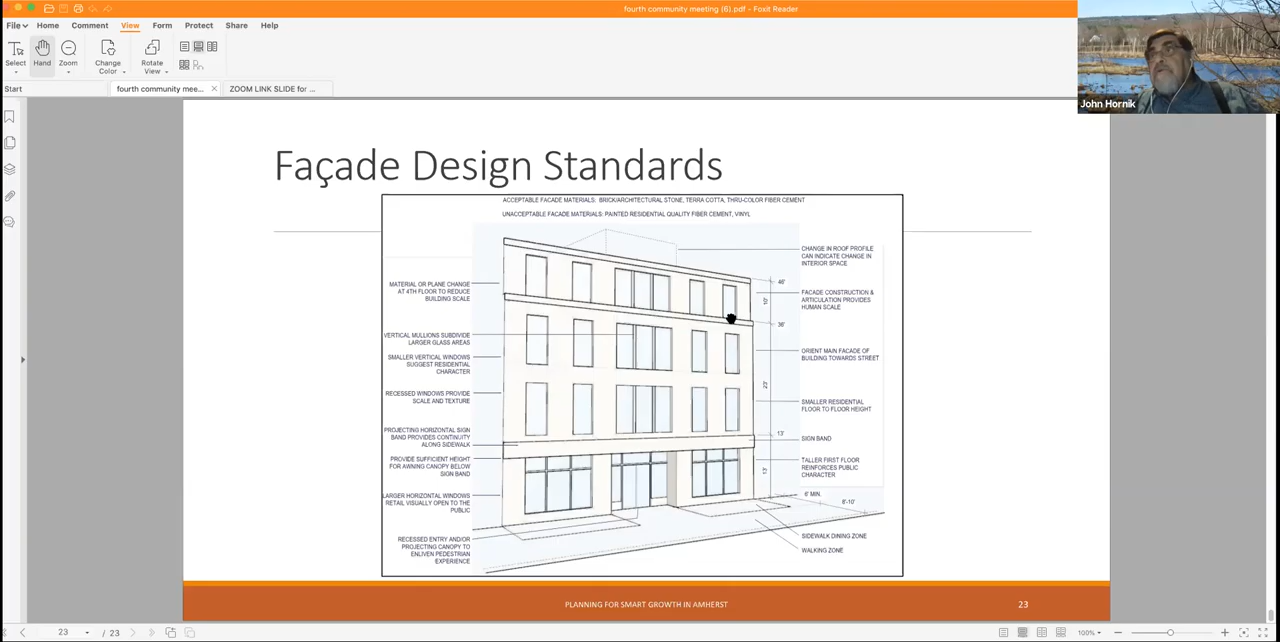 fourth community meeting (6).pdf - Foxit Reader
File Home Comment View Form Protect Share Help
Select Hand Zoom Change Color Rotate View
Start fourth community mee... ZOOM LINK SLIDE for ...
John Hornik
Façade Design Standards
ACCEPTABLE FACADE MATERIALS: BRICK/ARCHITECTURAL STONE, TERRA COTTA, THRU-COLOR FIBER CEMENT
UNACCEPTABLE FACADE MATERIALS: PAINTED RESIDENTIAL QUALITY FIBER CEMENT, VINYL
MATERIAL OR PLANE CHANGE
AT 4TH FLOOR TO REDUCE
BUILDING SCALE
VERTICAL MULLIONS SUBDIVIDE
LARGER GLASS AREAS
SMALLER VERTICAL WINDOWS
SUGGEST RESIDENTIAL
CHARACTER
RECESSED WINDOWS PROVIDE
SCALE AND TEXTURE
PROJECTING HORIZONTAL SIGN
BAND PROVIDES CONTINUITY
ALONG SIDEWALK
PROVIDE SUFFICIENT HEIGHT
FOR AWNING CANOPY BELOW
SIGN BAND
LARGER HORIZONTAL WINDOWS
RETAIL VISUALLY OPEN TO THE
PUBLIC
RECESSED ENTRY AND/OR
PROJECTING CANOPY TO
ENLIVEN PEDESTRIAN
EXPERIENCE
46'
10'
36'
23'
13'
13'
6' MIN.
8'-10'
CHANGE IN ROOF PROFILE
CAN INDICATE CHANGE IN
INTERIOR SPACE
FACADE CONSTRUCTION &
ARTICULATION PROVIDES
HUMAN SCALE
ORIENT MAIN FACADE OF
BUILDING TOWARDS STREET
SMALLER RESIDENTIAL
FLOOR TO FLOOR HEIGHT
SIGN BAND
TALLER FIRST FLOOR
REINFORCES PUBLIC
CHARACTER
SIDEWALK DINING ZONE
WALKING ZONE
PLANNING FOR SMART GROWTH IN AMHERST 23
23 / 23 100%